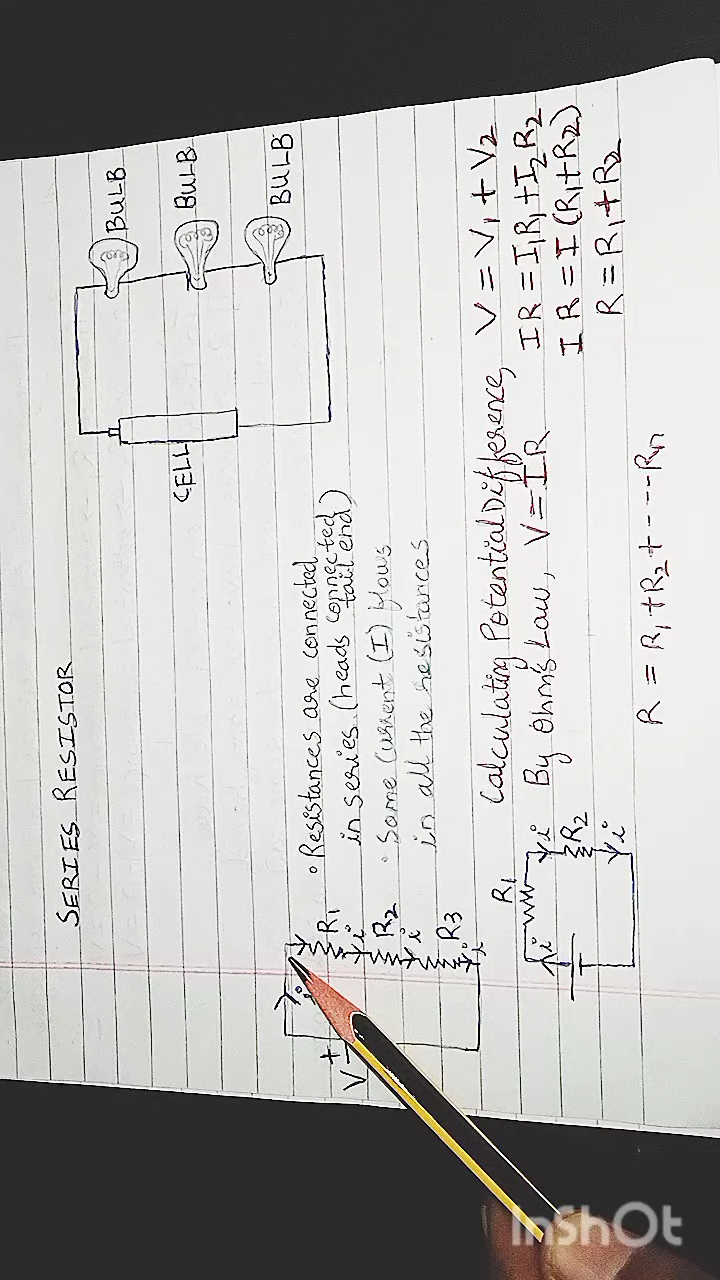 SERIES RESISTOR
BULB
BULB
BULB
CELL
V
+
i
R1
i
R2
i
R3
i
• Resistances are connected
in series (heads connected
tail end)
• Same current (I) flows
in all the resistances
Calculating Potential Difference, V = V1 + V2
By Ohm's Law, V = IR
IR = I1R1 + I2R2
IR = I (R1+R2)
R = R1 + R2
R1
i
i
R2
i
R = R1 + R2 + ---- Rn
InShOt